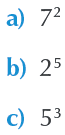 a) 7²
b) 2⁵
c) 5³